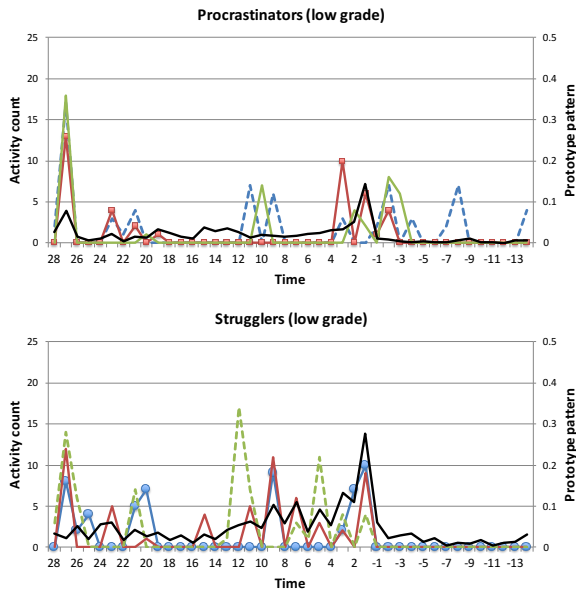 Procrastinators (low grade)
25 0.5
20 0.4
15 0.3
10 0.2
5 0.1
0 0
Activity count
Prototype pattern
28 26 24 22 20 18 16 14 12 10 8 6 4 2 -1 -3 -5 -7 -9 -11 -13
Time
Strugglers (low grade)
25 0.5
20 0.4
15 0.3
10 0.2
5 0.1
0 0
Activity count
Prototype pattern
28 26 24 22 20 18 16 14 12 10 8 6 4 2 -1 -3 -5 -7 -9 -11 -13
Time